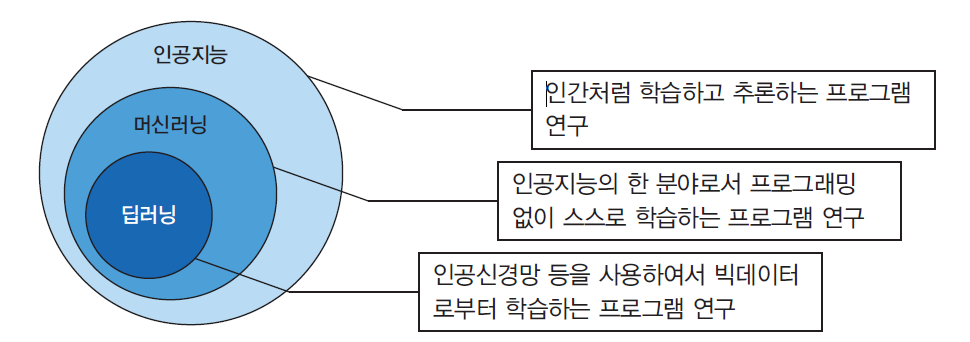 인공지능
머신러닝
딥러닝
인간처럼 학습하고 추론하는 프로그램
연구
인공지능의 한 분야로서 프로그래밍
없이 스스로 학습하는 프로그램 연구
인공신경망 등을 사용하여서 빅데이터
로부터 학습하는 프로그램 연구